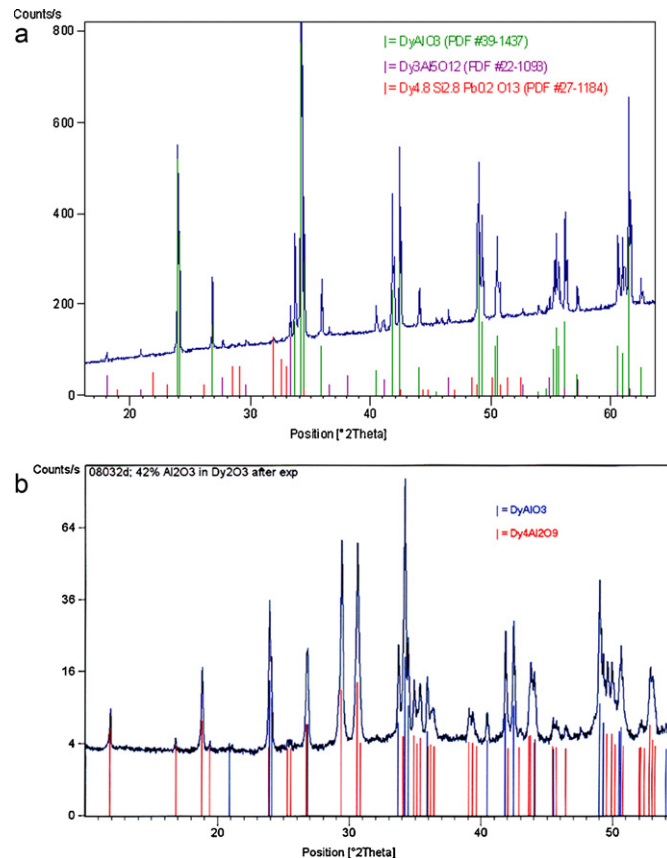 Counts/s
a
800
600
400
200
0
| = DyAlO3 (PDF #39-1437)
| = Dy3Al5O12 (PDF #22-1093)
| = Dy4.8 Si2.8 Pb0.2 O13 (PDF #27-1184)
20 30 40 50 60
Position [°2Theta]
b
Counts/s
08032d; 42% Al2O3 in Dy2O3 after exp
64
36
16
4
0
| = DyAlO3
| = Dy4Al2O9
20 30 40 50
Position [°2Theta]